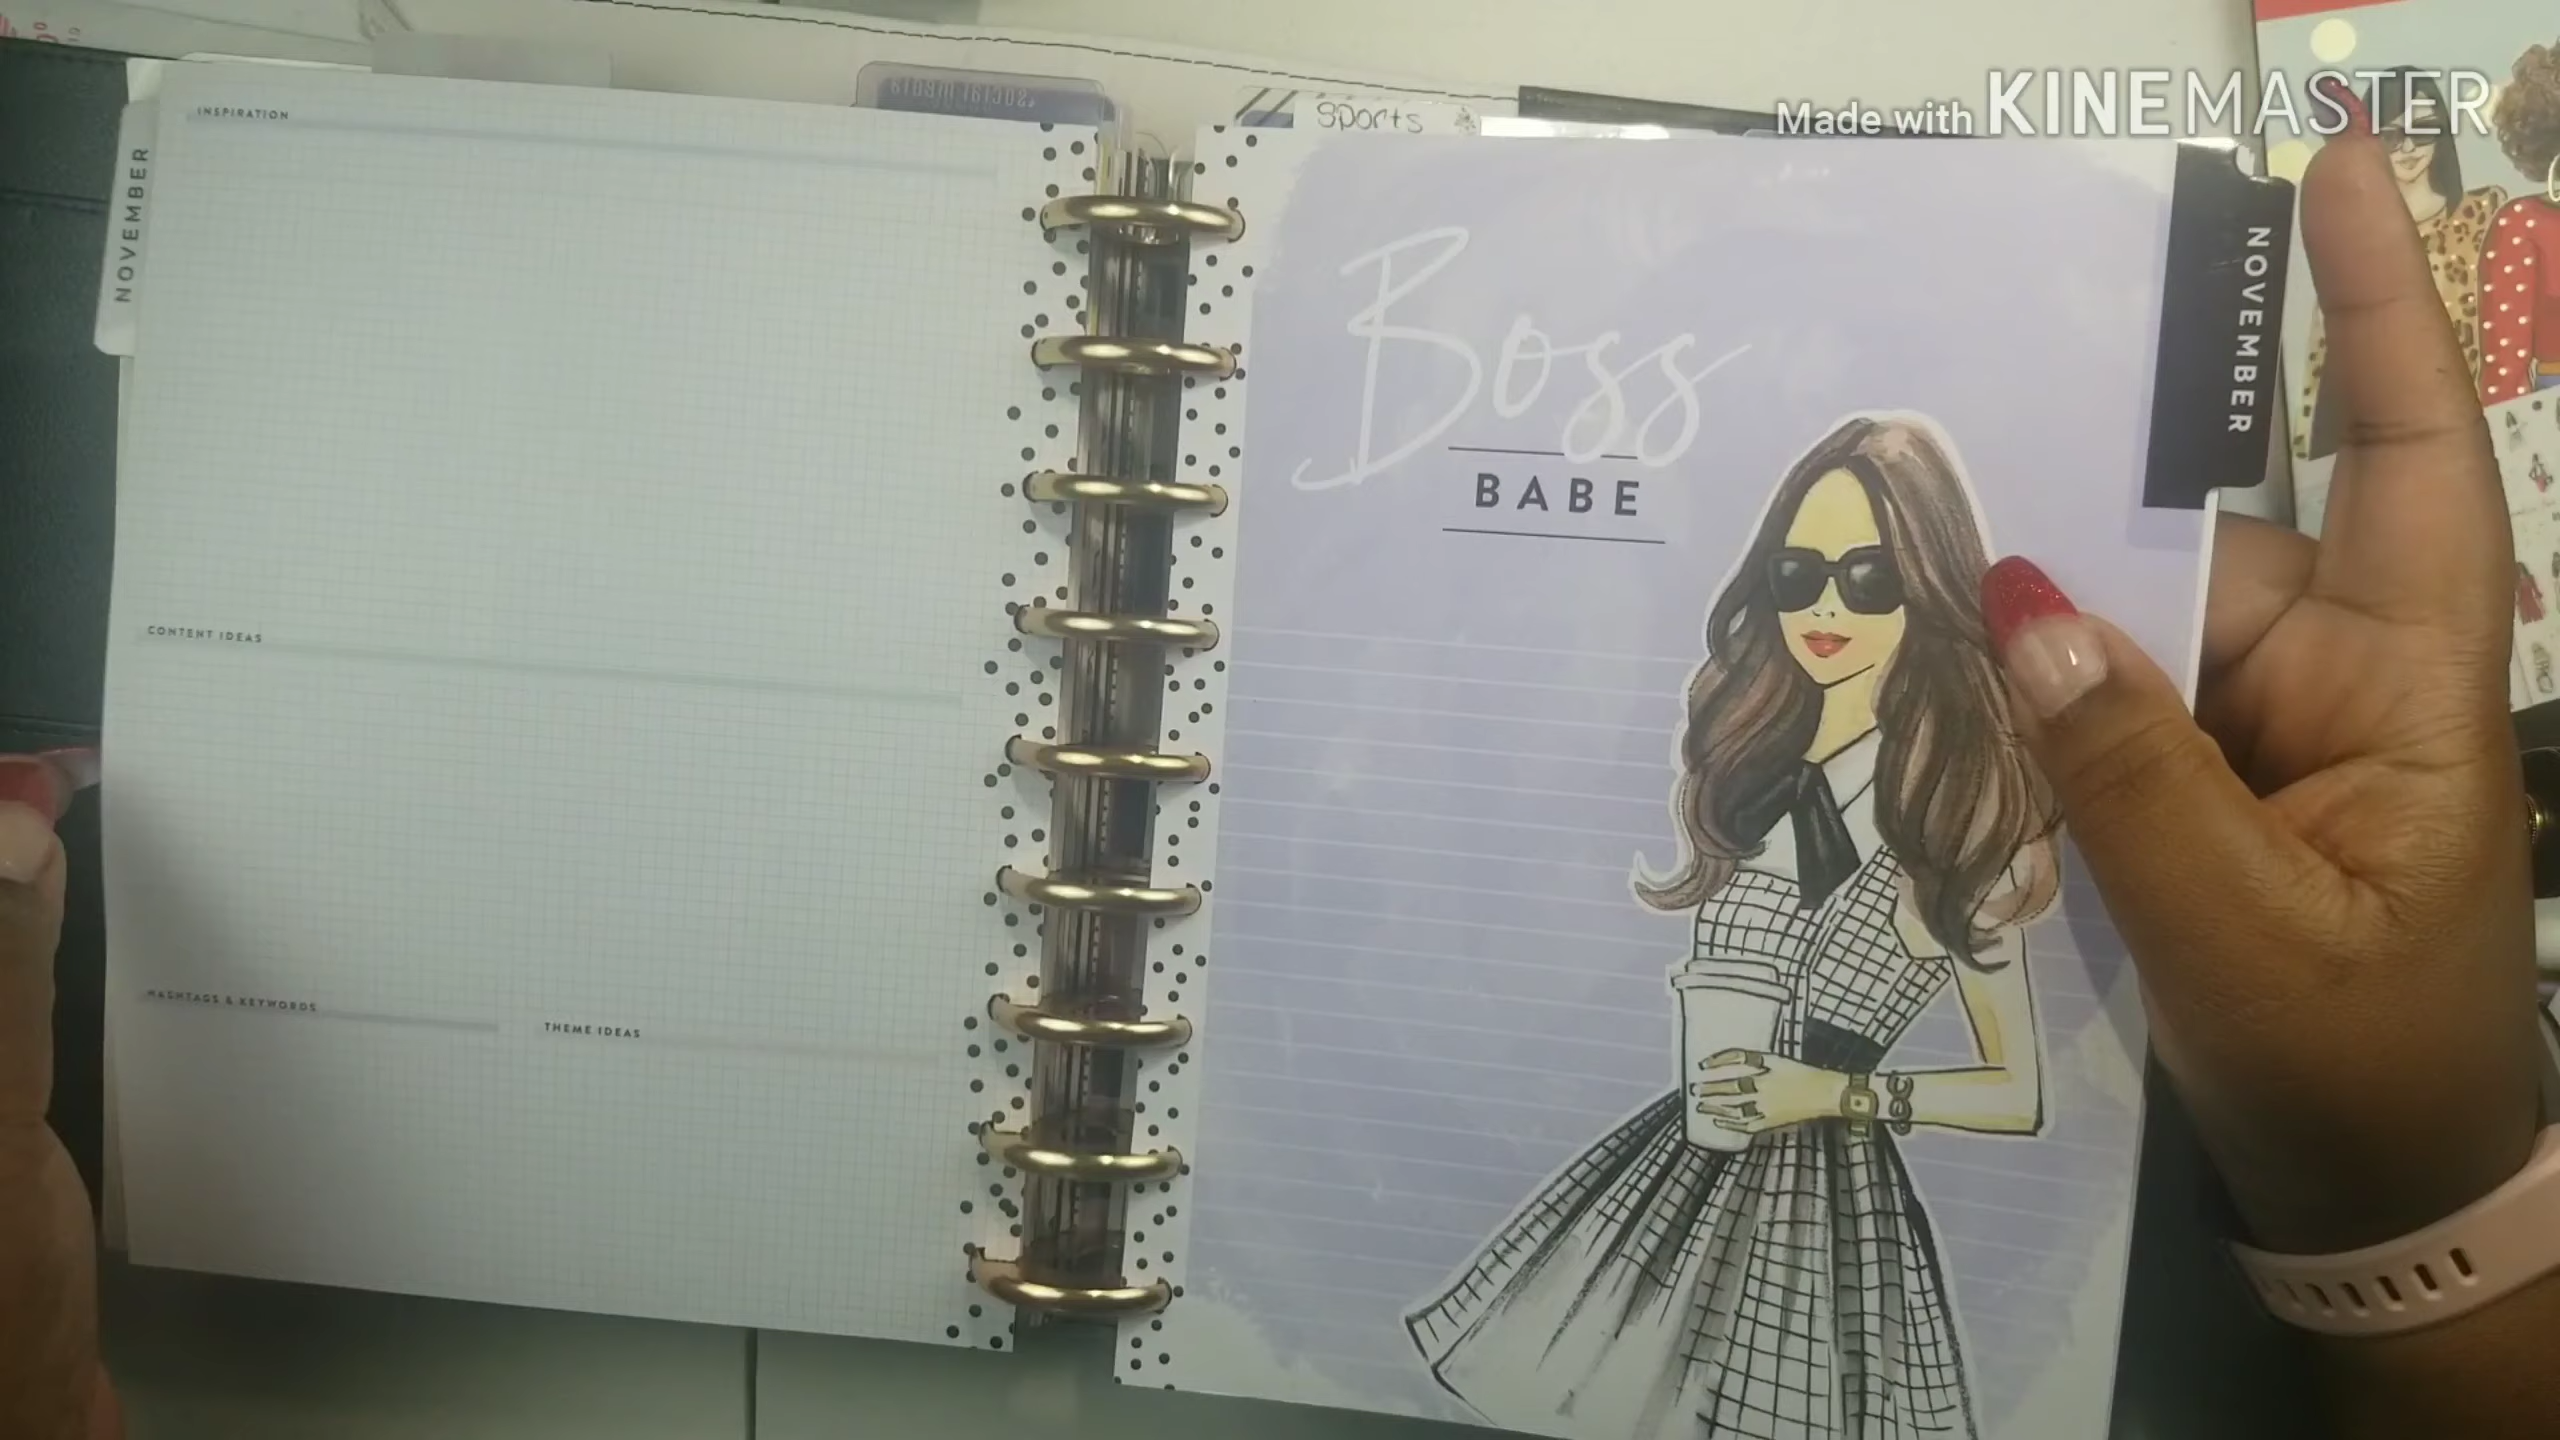 Made with KINEMASTER
Sports
INSPIRATION
NOVEMBER
CONTENT IDEAS
HASHTAGS & KEYWORDS
THEME IDEAS
Boss
BABE
NOVEMBER